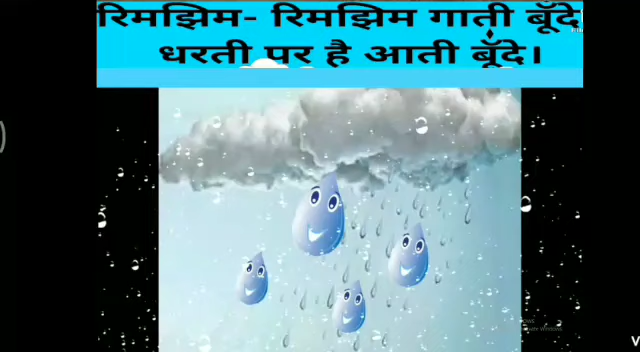 रिमझिम- रिमझिम गाती बूँदे
धरती पर है आती बूँदे।